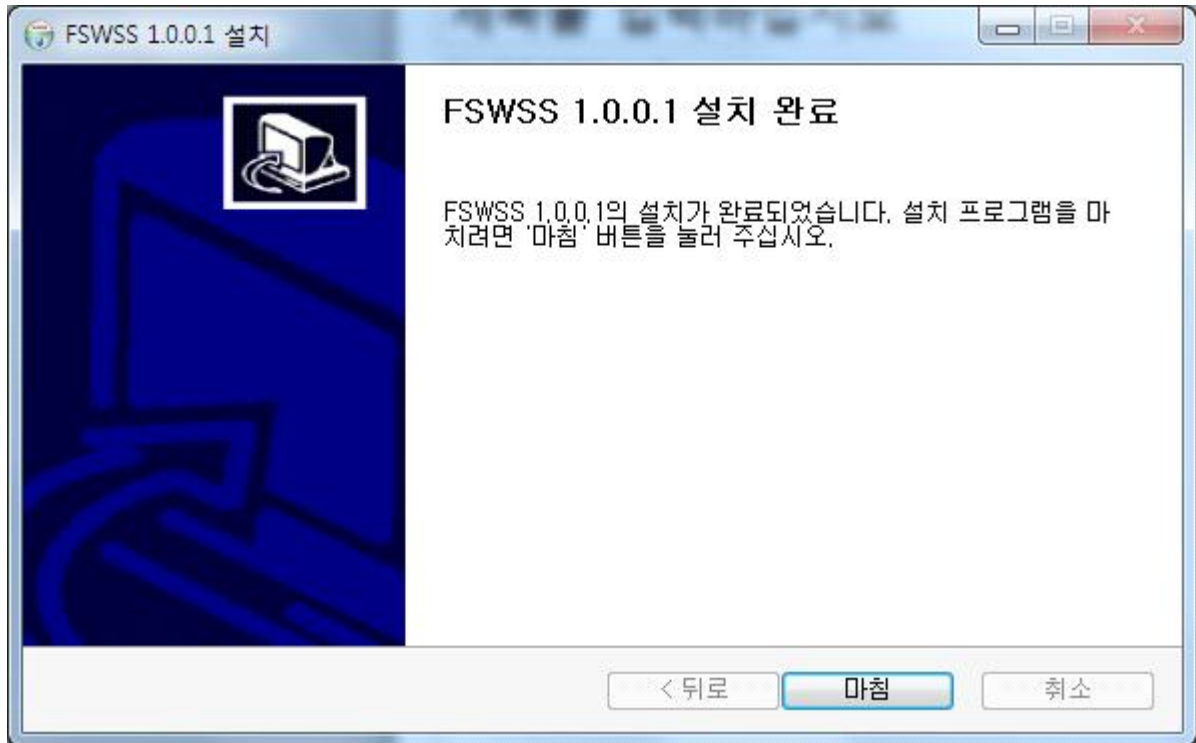 FSWSS 1.0.0.1 설치
FSWSS 1.0.0.1 설치 완료
FSWSS 1.0.0.1의 설치가 완료되었습니다. 설치 프로그램을 마
치려면 '마침' 버튼을 눌러 주십시오.
< 뒤로
마침
취소